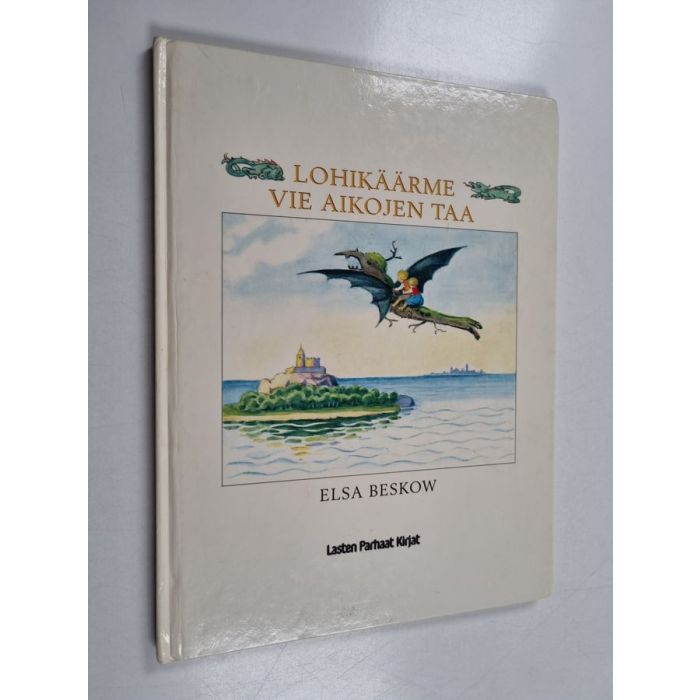 LOHIKÄÄRME
VIE AIKOJEN TAA
ELSA BESKOW
Lasten Parhaat Kirjat